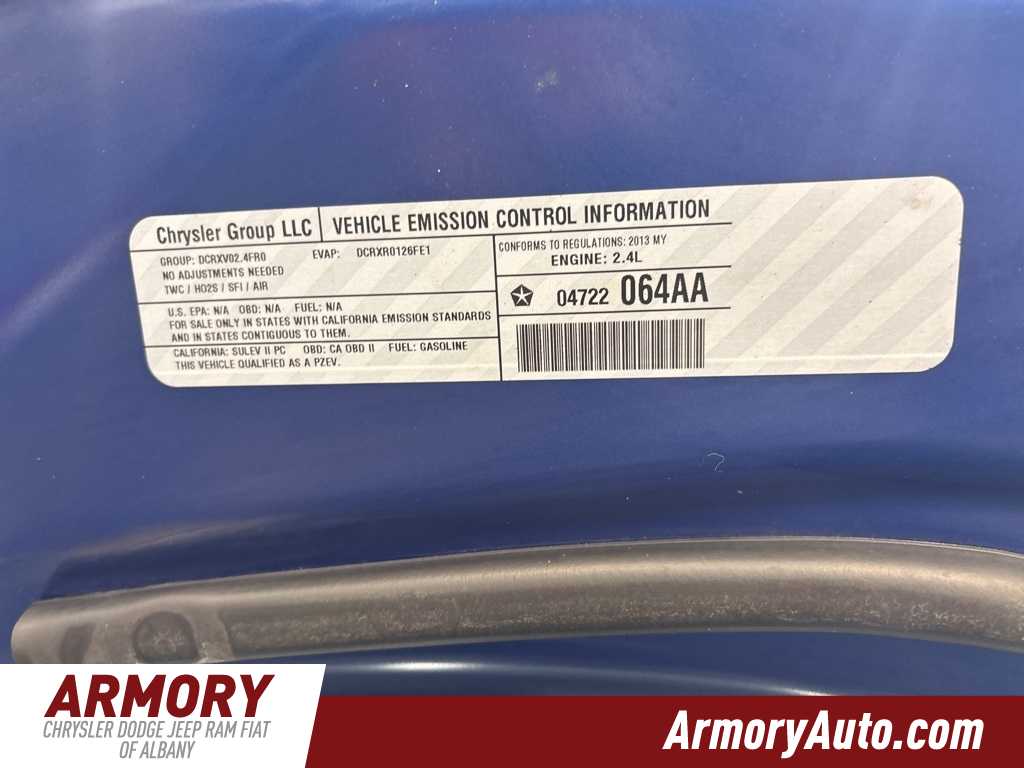 Chrysler Group LLC
VEHICLE EMISSION CONTROL INFORMATION
GROUP: DCRXV02.4FR0 EVAP: DCRXR0126FE1
NO ADJUSTMENTS NEEDED
TWC / HO2S / SFI / AIR
U.S. EPA: N/A OBD: N/A FUEL: N/A
FOR SALE ONLY IN STATES WITH CALIFORNIA EMISSION STANDARDS
AND IN STATES CONTIGUOUS TO THEM.
CALIFORNIA: SULEV II PC OBD: CA OBD II FUEL: GASOLINE
THIS VEHICLE QUALIFIED AS A PZEV.
CONFORMS TO REGULATIONS: 2013 MY
ENGINE: 2.4L
04722 064AA
ARMORY
CHRYSLER DODGE JEEP RAM FIAT
OF ALBANY
ArmoryAuto.com